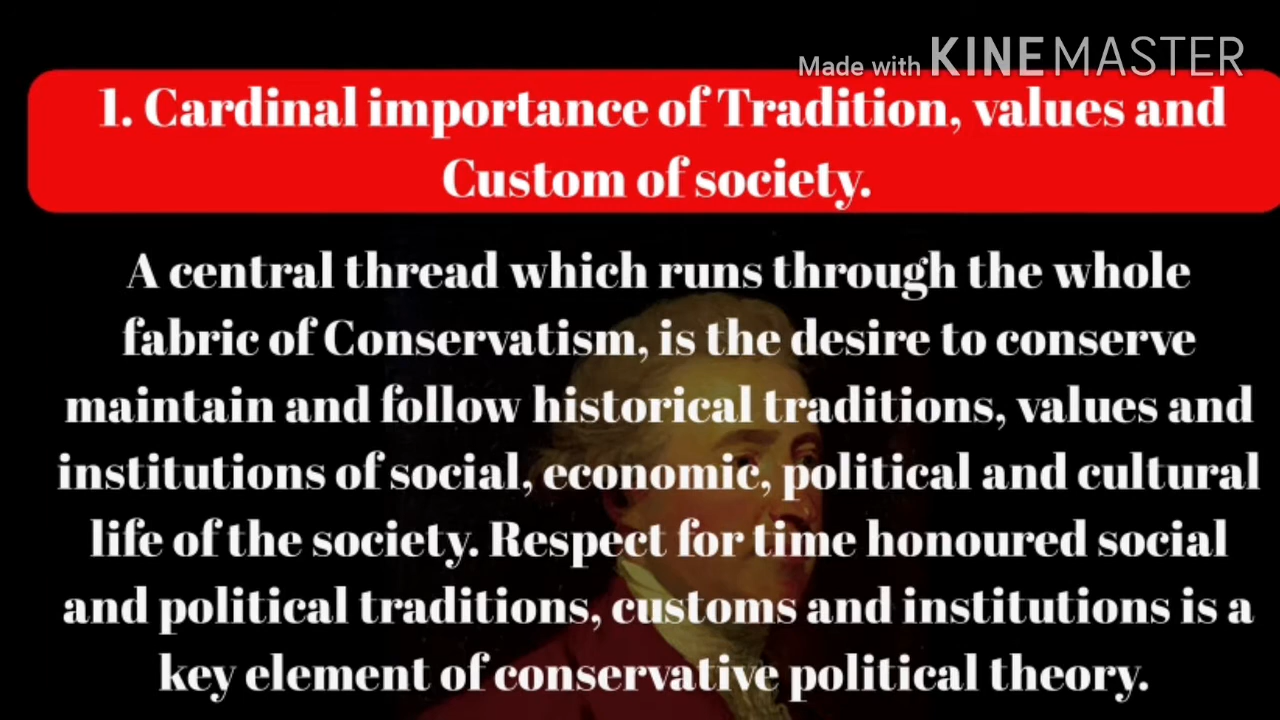 Made with KINEMASTER
1. Cardinal importance of Tradition, values and
Custom of society.
A central thread which runs through the whole
fabric of Conservatism, is the desire to conserve
maintain and follow historical traditions, values and
institutions of social, economic, political and cultural
life of the society. Respect for time honoured social
and political traditions, customs and institutions is a
key element of conservative political theory.